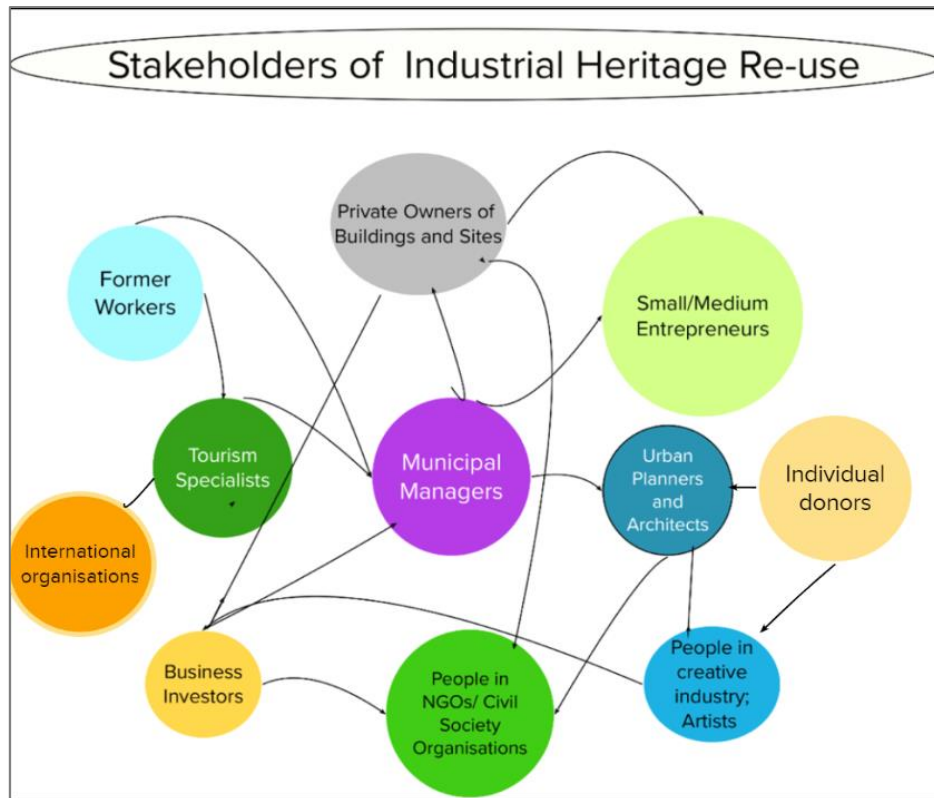 Stakeholders of Industrial Heritage Re-use
Private Owners of
Buildings and Sites
Former
Workers
Small/Medium
Entrepreneurs
Tourism
Specialists
Municipal
Managers
Urban
Planners
and
Architects
Individual
donors
International
organisations
Business
Investors
People in
NGOs/ Civil
Society
Organisations
People in
creative
industry;
Artists